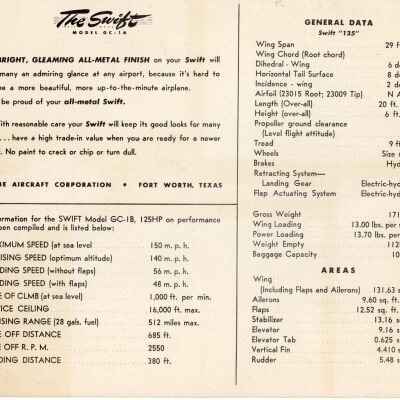 The Swift
MODEL GC-1A
BRIGHT, GLEAMING ALL-METAL FINISH on your Swift will
many an admiring glance at any airport, because it's hard to
e a more beautiful, more up-to-the-minute airplane.
be proud of your all-metal Swift.
ith reasonable care your Swift will keep its good looks for many
... have a high trade-in value when you are ready for a newer
No paint to crack or chip or turn dull.
BE AIRCRAFT CORPORATION • FORT WORTH, TEXAS
ormation for the SWIFT Model GC-1B, 125HP on performance
been compiled and is listed below:
XIMUM SPEED (at sea level 150 m. p. h.
ISING SPEED (optimum altitude) 140 m. p. h.
DING SPEED (without flaps) 56 m. p. h.
DING SPEED (with flaps) 48 m. p. h.
E OF CLMB (at sea level) 1,000 ft. per min.
VICE CEILING 16,000 ft. max.
ISING RANGE (28 gals. fuel) 512 miles max.
E OFF DISTANCE 685 ft.
E OFF R. P. M. 2550
DING DISTANCE 380 ft.
GENERAL DATA
Swift "125"
Wing Span 29 f
Wing Chord (Root chord)
Dihedral - Wing 6 d
Horizontal Tail Surface 8 d
Incidence - wing 2 d
Airfoil (23015 Root; 23009 Tip) N A
Length (Over-all) 20 ft.
Height (over-all) 6 ft.
Propeller ground clearance
(Level flight attitude)
Tread 9 f
Wheels Size
Brakes Hyd
Retracting System—
Landing Gear Electric-hyd
Flap Actuating System Electric-hyd
Gross Weight 171
Wing Loading 13.00 lbs. per s
Power Loading 13.70 lbs. per
Weight Empty 112
Baggage Capacity 10
AREAS
Wing
(Including Flaps and Ailerons) 131.63 s
Ailerons 9.60 sq. f
Flaps 12.52 sq. f
Stabilizer 13.16 s
Elevator 9.16 s
Elevator Tab 0.625 s
Vertical Fin 4.410 s
Rudder 5.48 s